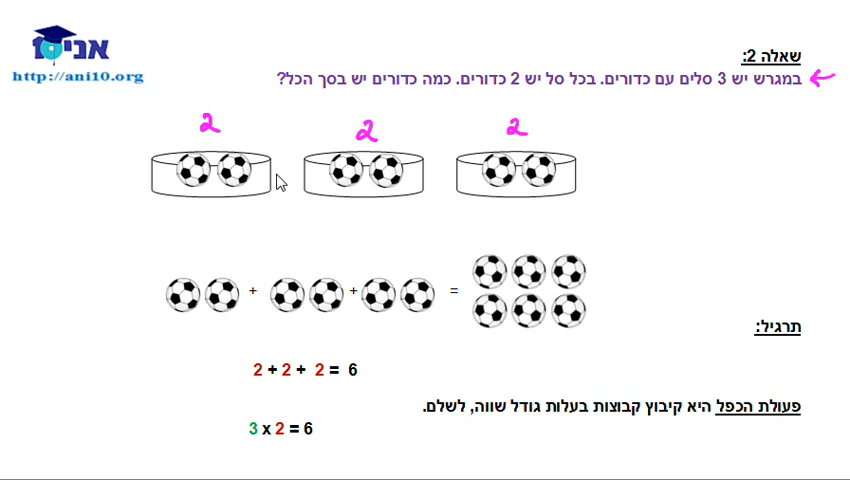 אני10
http://ani10.org
שאלה 2:
במגרש יש 3 סלים עם כדורים. בכל סל יש 2 כדורים. כמה כדורים יש בסך הכל?
2 2 2
+ + =
תרגיל:
2 + 2 + 2 = 6
פעולת הכפל היא קיבוץ קבוצות בעלות גודל שווה, לשלם.
3 x 2 = 6